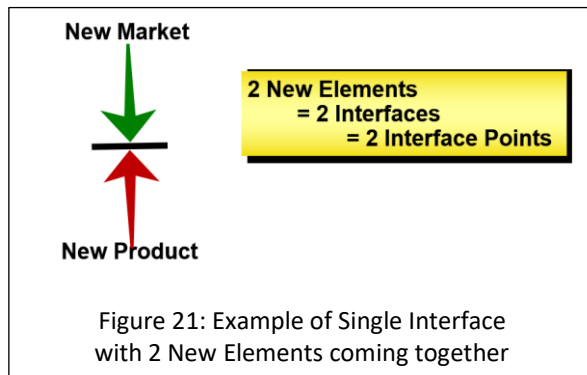 New Market
2 New Elements
= 2 Interfaces
= 2 Interface Points
New Product
Figure 21: Example of Single Interface
with 2 New Elements coming together